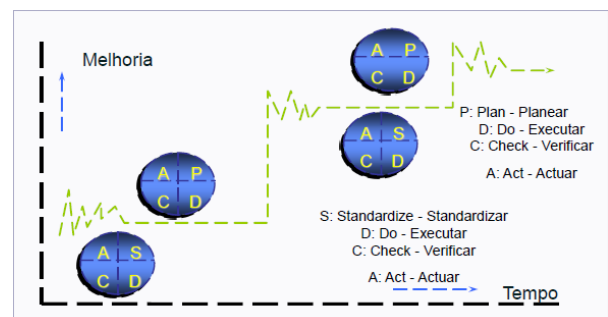 Melhoria
A P
C D
A S
C D
A P
C D
A S
C D
P: Plan - Planear
D: Do - Executar
C: Check - Verificar
A: Act - Actuar
S: Standardize - Standardizar
D: Do - Executar
C: Check - Verificar
A: Act - Actuar
Tempo